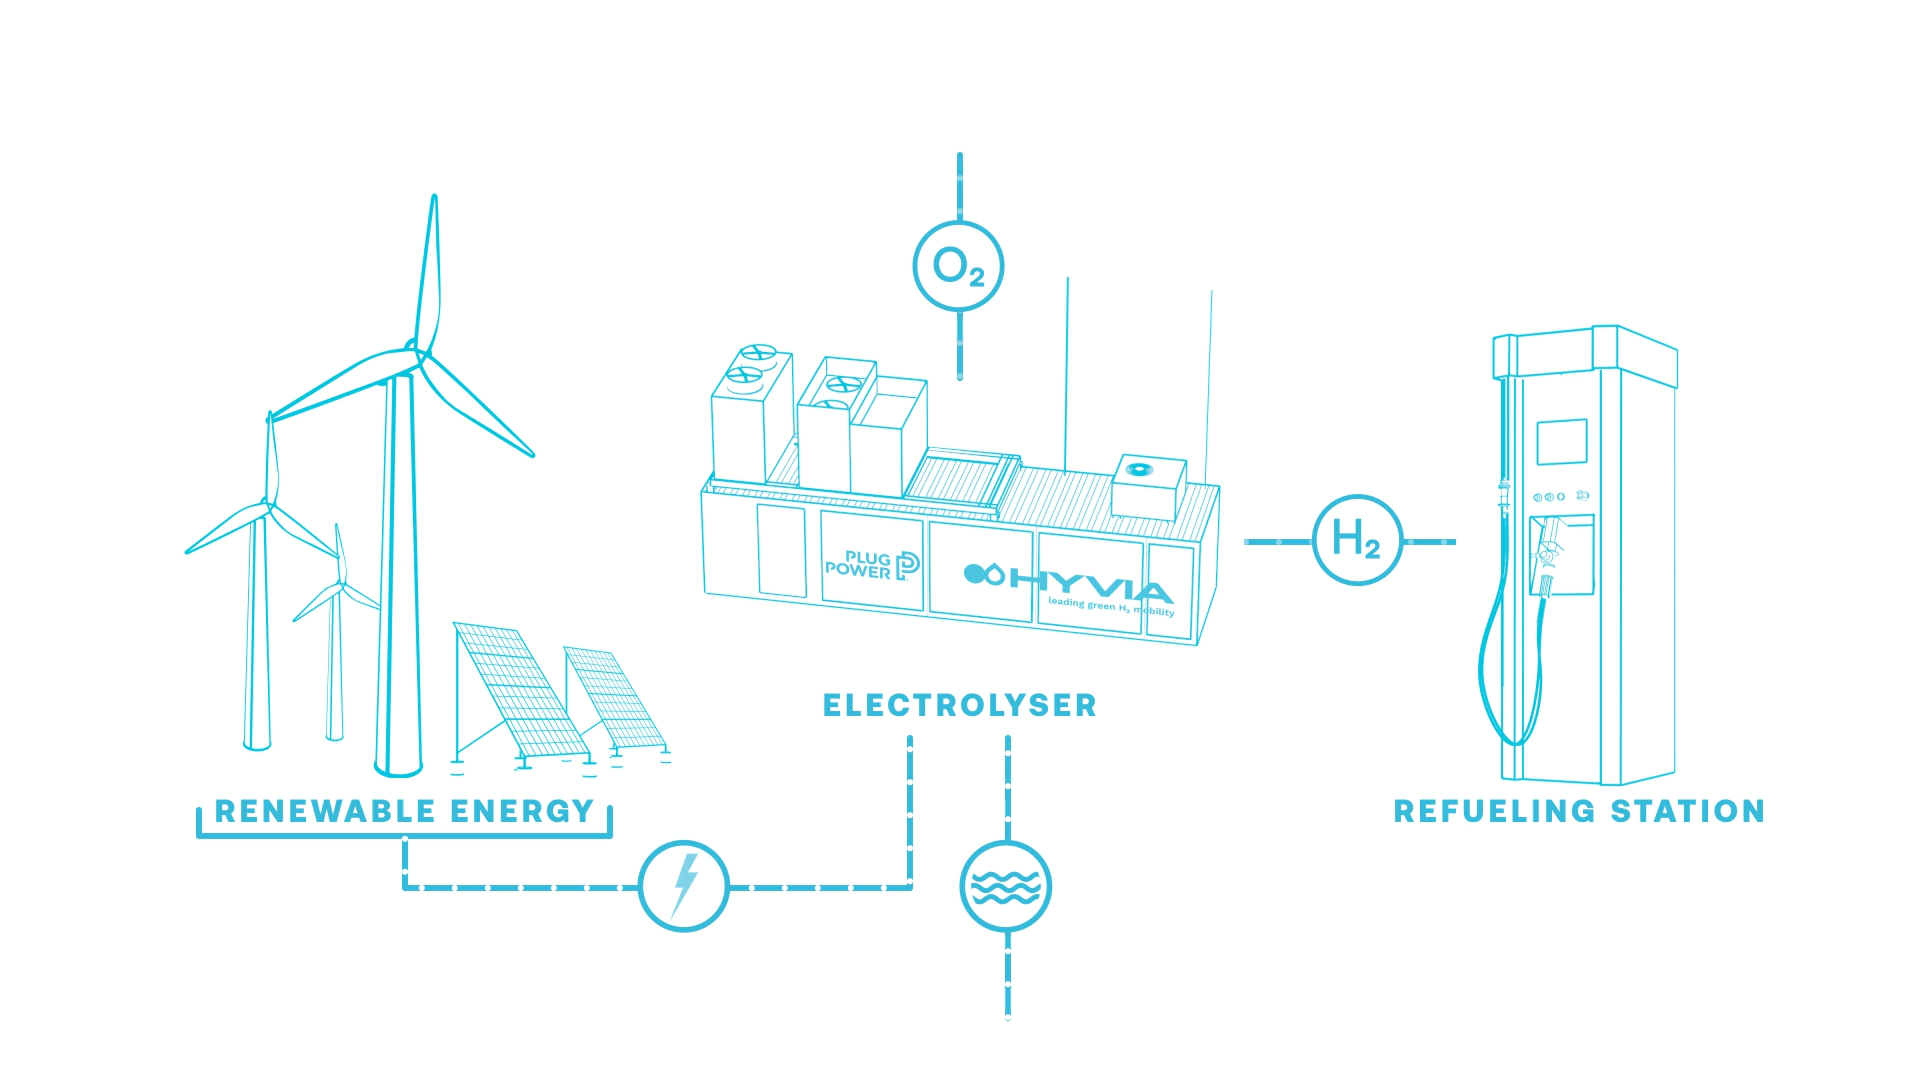 O₂
PLUG
POWER
HYVIA
leading green H₂ mobility
H₂
ELECTROLYSER
RENEWABLE ENERGY
REFUELING STATION